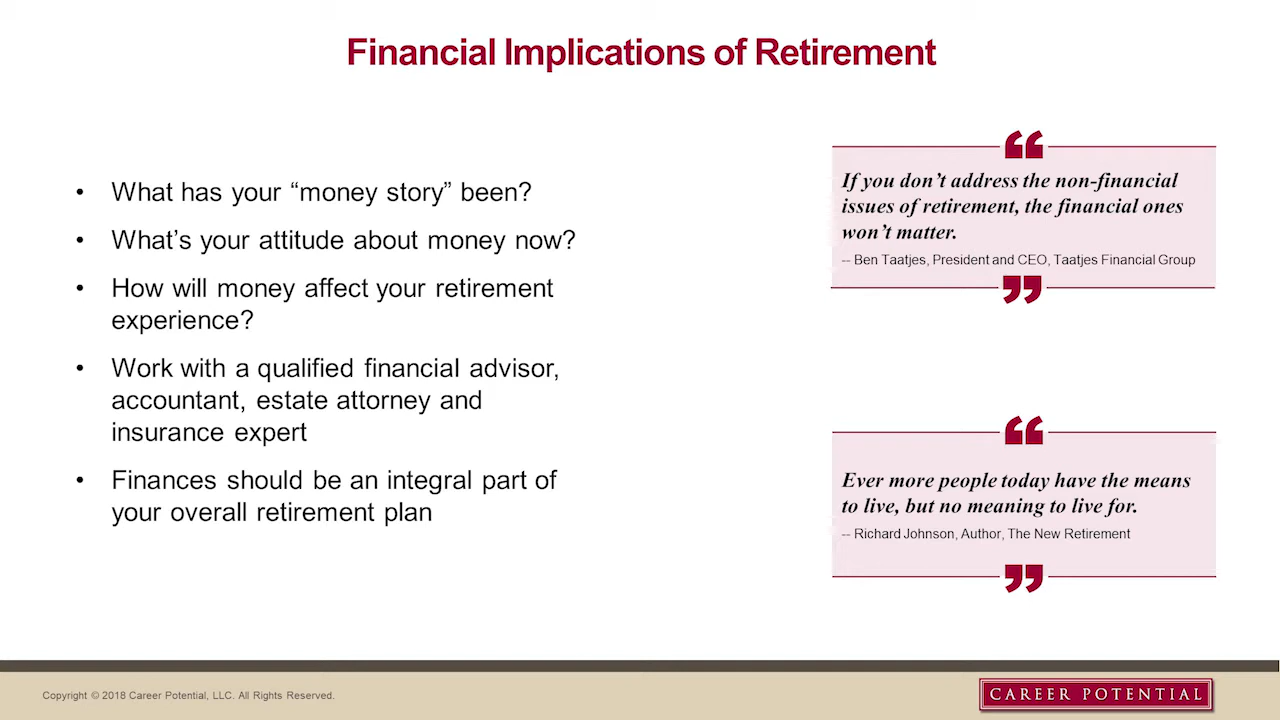 Financial Implications of Retirement
• What has your “money story” been?
• What’s your attitude about money now?
• How will money affect your retirement
experience?
• Work with a qualified financial advisor,
accountant, estate attorney and
insurance expert
• Finances should be an integral part of
your overall retirement plan
“
If you don’t address the non-financial
issues of retirement, the financial ones
won’t matter.
-- Ben Taatjes, President and CEO, Taatjes Financial Group
”
“
Ever more people today have the means
to live, but no meaning to live for.
-- Richard Johnson, Author, The New Retirement
”
Copyright © 2018 Career Potential, LLC. All Rights Reserved.
CAREER POTENTIAL